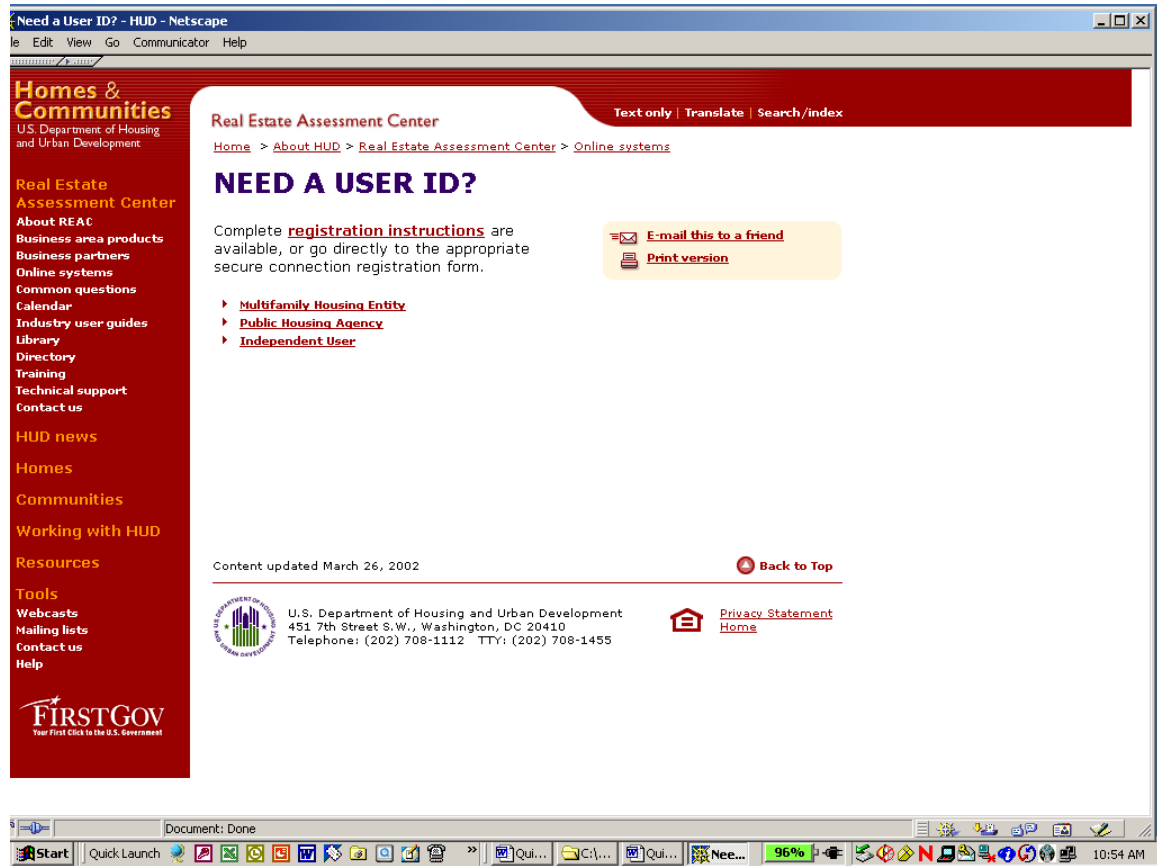 Need a User ID? - HUD - Netscape
le Edit View Go Communicator Help
Homes &
Communities
U.S. Department of Housing
and Urban Development
Real Estate Assessment Center
Text only | Translate | Search/index
Home > About HUD > Real Estate Assessment Center > Online systems
Real Estate
Assessment Center
About REAC
Business area products
Business partners
Online systems
Common questions
Calendar
Industry user guides
Library
Directory
Training
Technical support
Contact us
HUD news
Homes
Communities
Working with HUD
Resources
Tools
Webcasts
Mailing lists
Contact us
Help
FIRSTGOV
Your First Click to the U.S. Government
NEED A USER ID?
Complete registration instructions are
available, or go directly to the appropriate
secure connection registration form.
Multifamily Housing Entity
Public Housing Agency
Independent User
E-mail this to a friend
Print version
Content updated March 26, 2002
Back to Top
U.S. Department of Housing and Urban Development
451 7th Street S.W., Washington, DC 20410
Telephone: (202) 708-1112 TTY: (202) 708-1455
Privacy Statement
Home
Document: Done
Start Quick Launch » Qui... C:\... Qui... Nee... 96% 10:54 AM